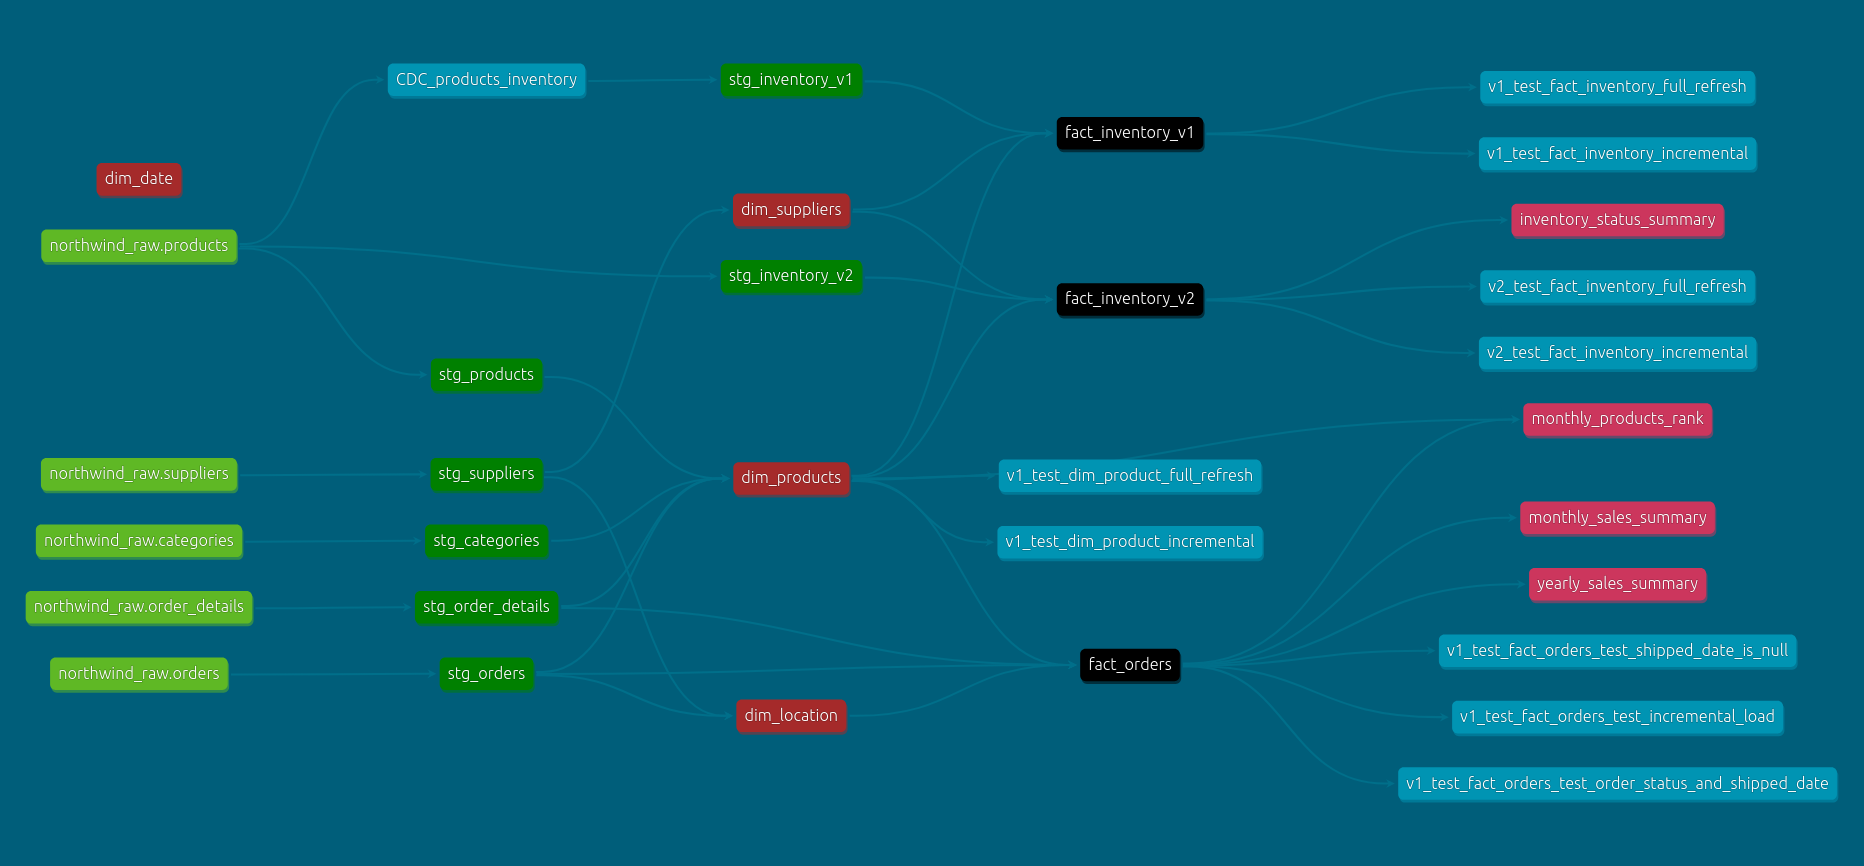 CDC_products_inventory
stg_inventory_v1
v1_test_fact_inventory_full_refresh
fact_inventory_v1
v1_test_fact_inventory_incremental
dim_date
dim_suppliers
inventory_status_summary
northwind_raw.products
stg_inventory_v2
v2_test_fact_inventory_full_refresh
fact_inventory_v2
v2_test_fact_inventory_incremental
stg_products
monthly_products_rank
northwind_raw.suppliers
stg_suppliers
dim_products
v1_test_dim_product_full_refresh
monthly_sales_summary
northwind_raw.categories
stg_categories
v1_test_dim_product_incremental
yearly_sales_summary
northwind_raw.order_details
stg_order_details
v1_test_fact_orders_test_shipped_date_is_null
northwind_raw.orders
stg_orders
fact_orders
dim_location
v1_test_fact_orders_test_incremental_load
v1_test_fact_orders_test_order_status_and_shipped_date